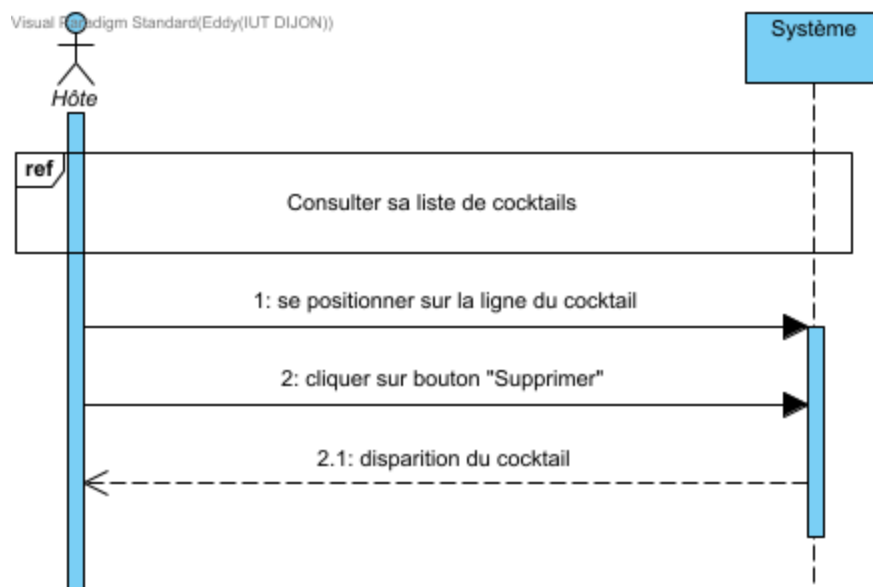 Visual Paradigm Standard(Eddy(IUT DIJON))
Système
Hôte
ref
Consulter sa liste de cocktails
1: se positionner sur la ligne du cocktail
2: cliquer sur bouton "Supprimer"
2.1: disparition du cocktail